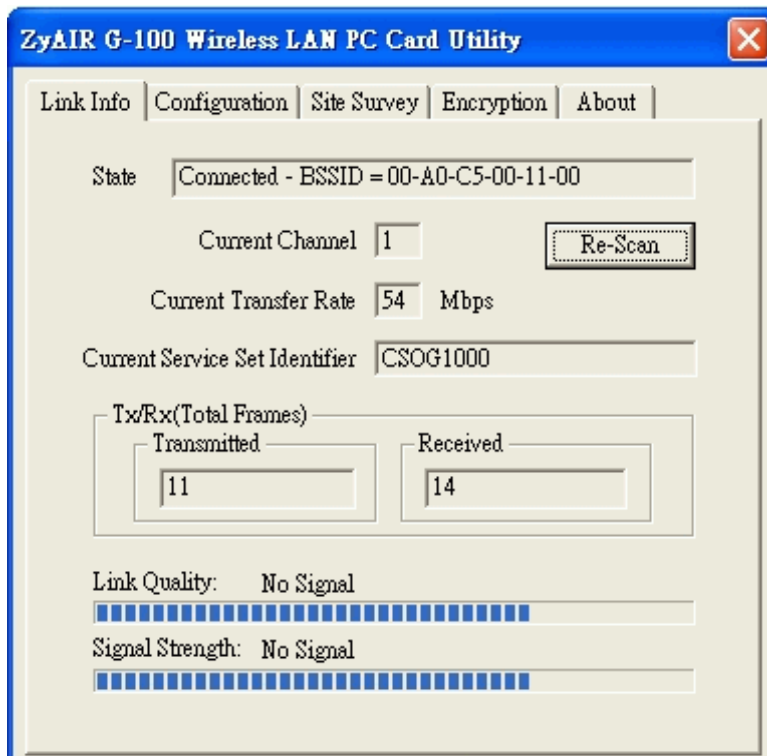 ZyAIR G-100 Wireless LAN PC Card Utility
Link Info Configuration Site Survey Encryption About
State Connected - BSSID = 00-A0-C5-00-11-00
Current Channel 1 Re-Scan
Current Transfer Rate 54 Mbps
Current Service Set Identifier CSOG1000
Tx/Rx(Total Frames)
Transmitted Received
11 14
Link Quality: No Signal
Signal Strength: No Signal